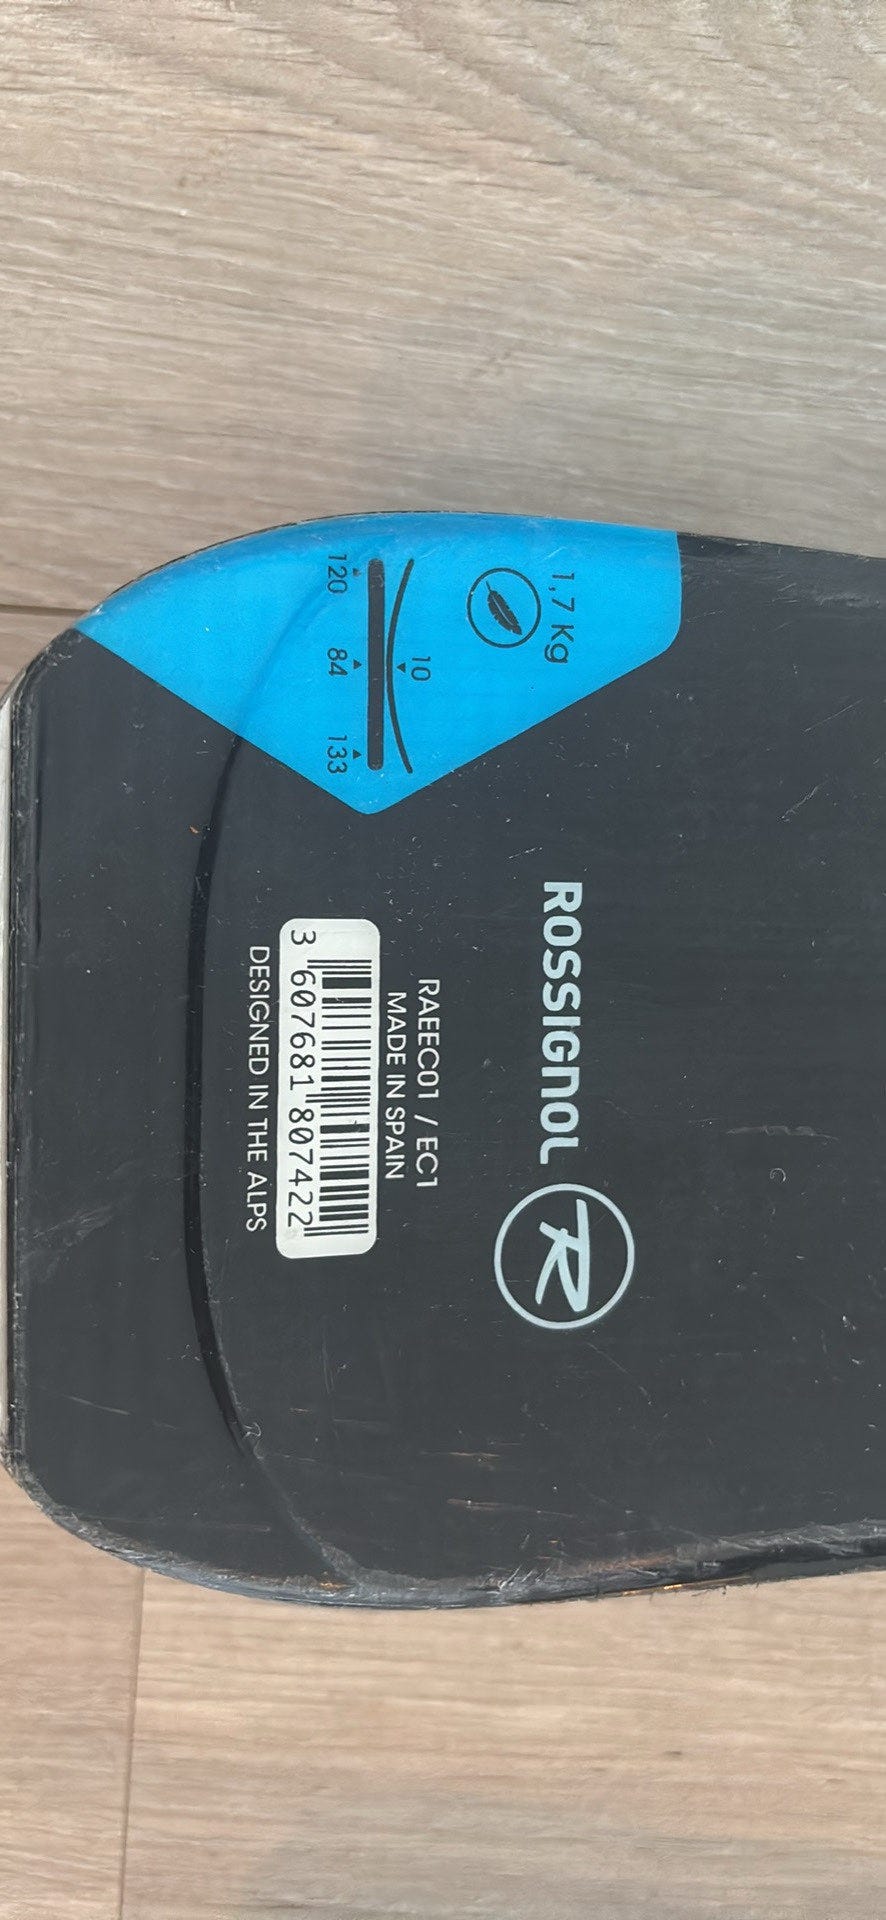 1,7 Kg
10
120 84 133
ROSSIGNOL R
RAEEC01 / EC1
MADE IN SPAIN
3 607681 807422
DESIGNED IN THE ALPS